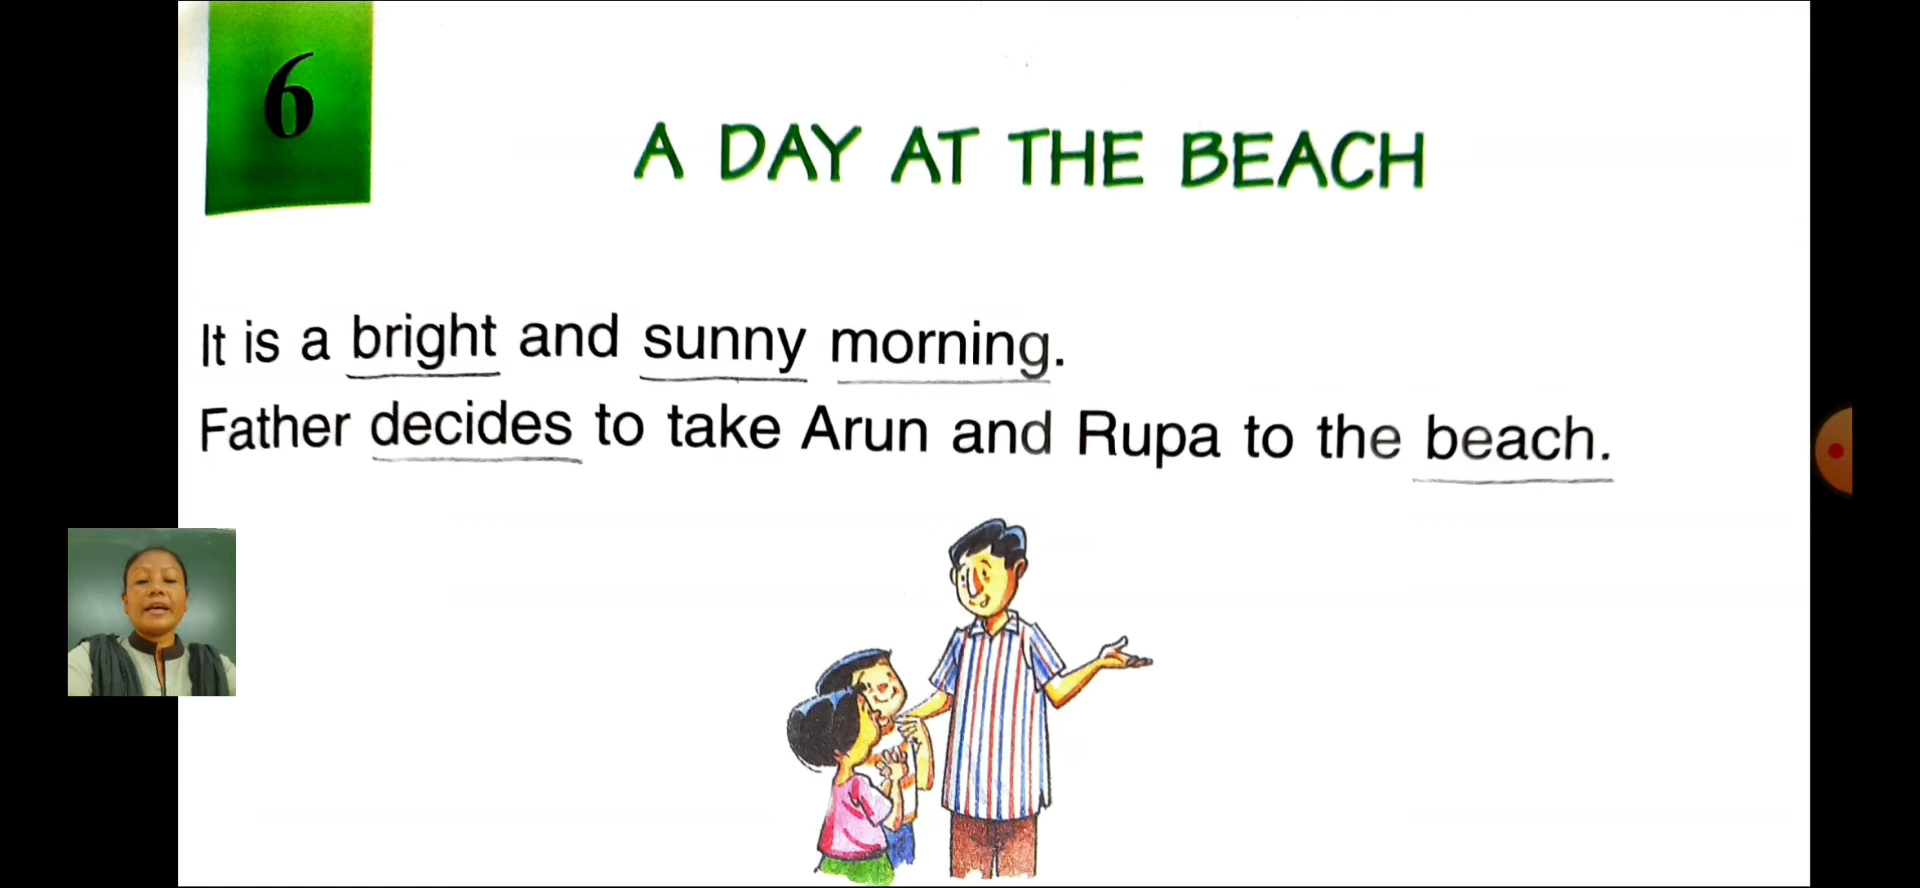 6
A DAY AT THE BEACH
It is a bright and sunny morning.
Father decides to take Arun and Rupa to the beach.